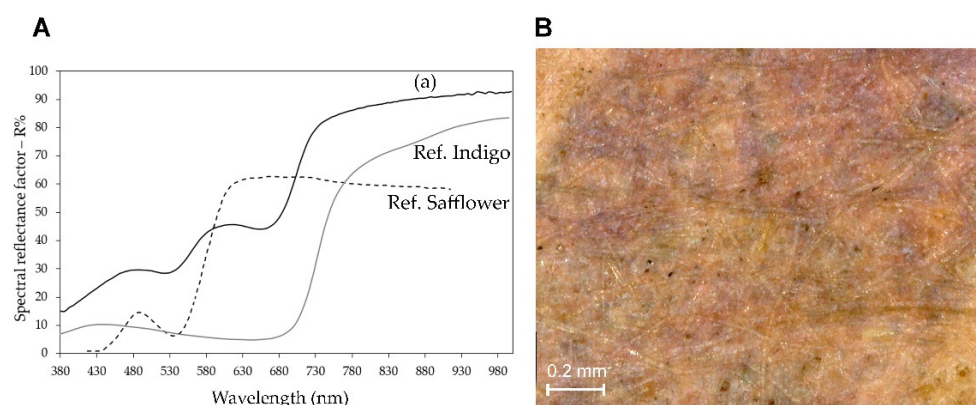 A
B
(a)
Ref. Indigo
Ref. Safflower
Spectral reflectance factor – R%
100
90
80
70
60
50
40
30
20
10
0
380 430 480 530 580 630 680 730 780 830 880 930 980
Wavelength (nm)
0.2 mm